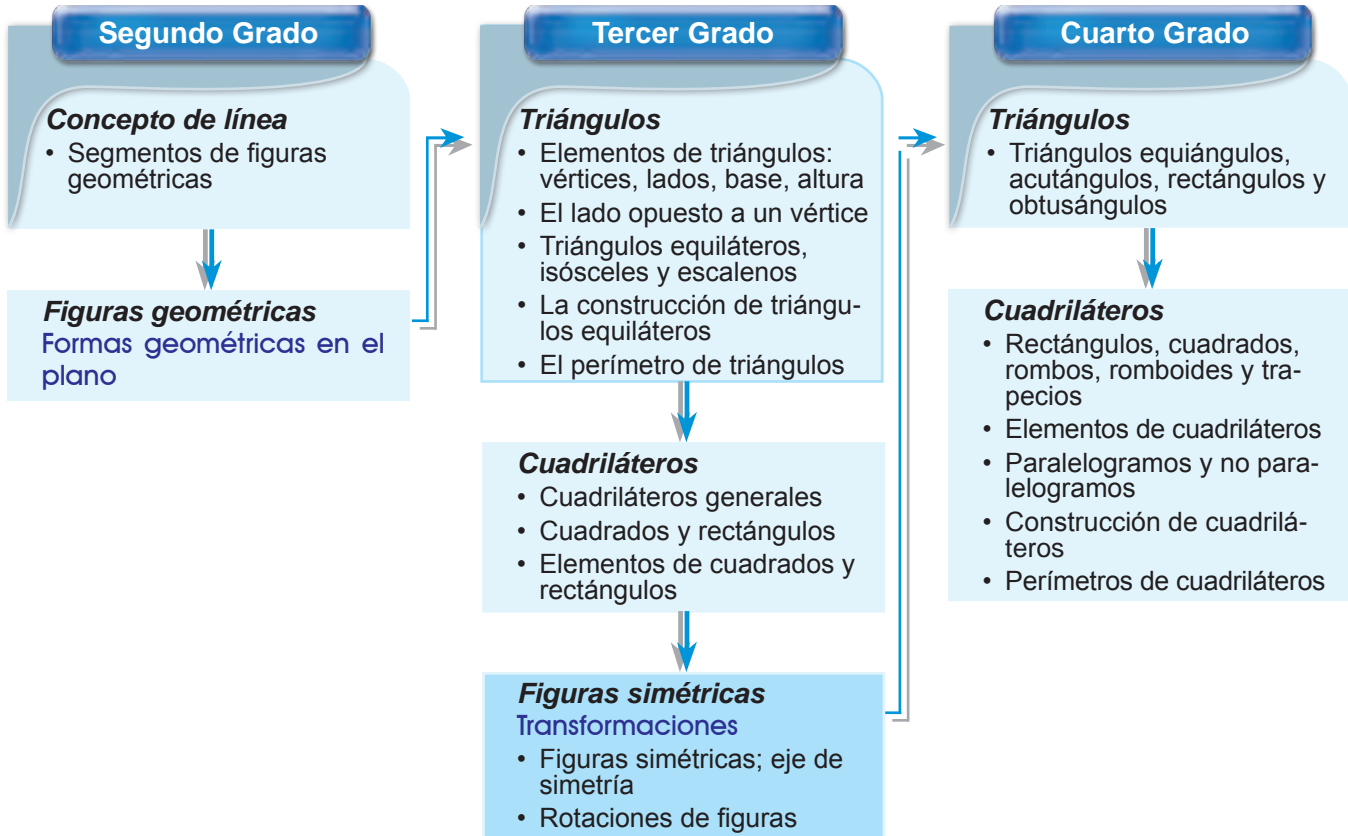 Segundo Grado
Concepto de línea
• Segmentos de figuras
geométricas
Figuras geométricas
Formas geométricas en el
plano
Tercer Grado
Triángulos
• Elementos de triángulos:
vértices, lados, base, altura
• El lado opuesto a un vértice
• Triángulos equiláteros,
isósceles y escalenos
• La construcción de triángu-
los equiláteros
• El perímetro de triángulos
Cuadriláteros
• Cuadriláteros generales
• Cuadrados y rectángulos
• Elementos de cuadrados y
rectángulos
Figuras simétricas
Transformaciones
• Figuras simétricas; eje de
simetría
• Rotaciones de figuras
Cuarto Grado
Triángulos
• Triángulos equiángulos,
acutángulos, rectángulos y
obtusángulos
Cuadriláteros
• Rectángulos, cuadrados,
rombos, romboides y tra-
pecios
• Elementos de cuadriláteros
• Paralelogramos y no para-
lelogramos
• Construcción de cuadrilá-
teros
• Perímetros de cuadriláteros